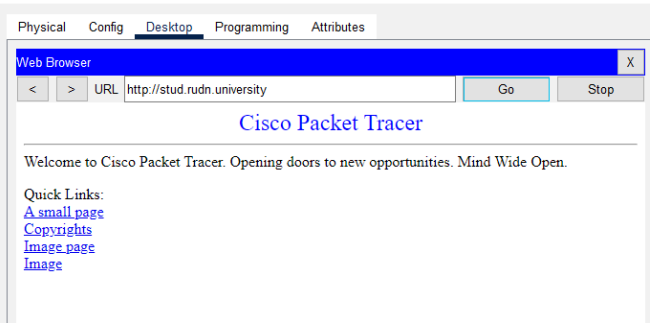 Physical Config Desktop Programming Attributes
Web Browser X
< > URL http://stud.rudn.university Go Stop
Cisco Packet Tracer
Welcome to Cisco Packet Tracer. Opening doors to new opportunities. Mind Wide Open.
Quick Links:
A small page
Copyrights
Image page
Image